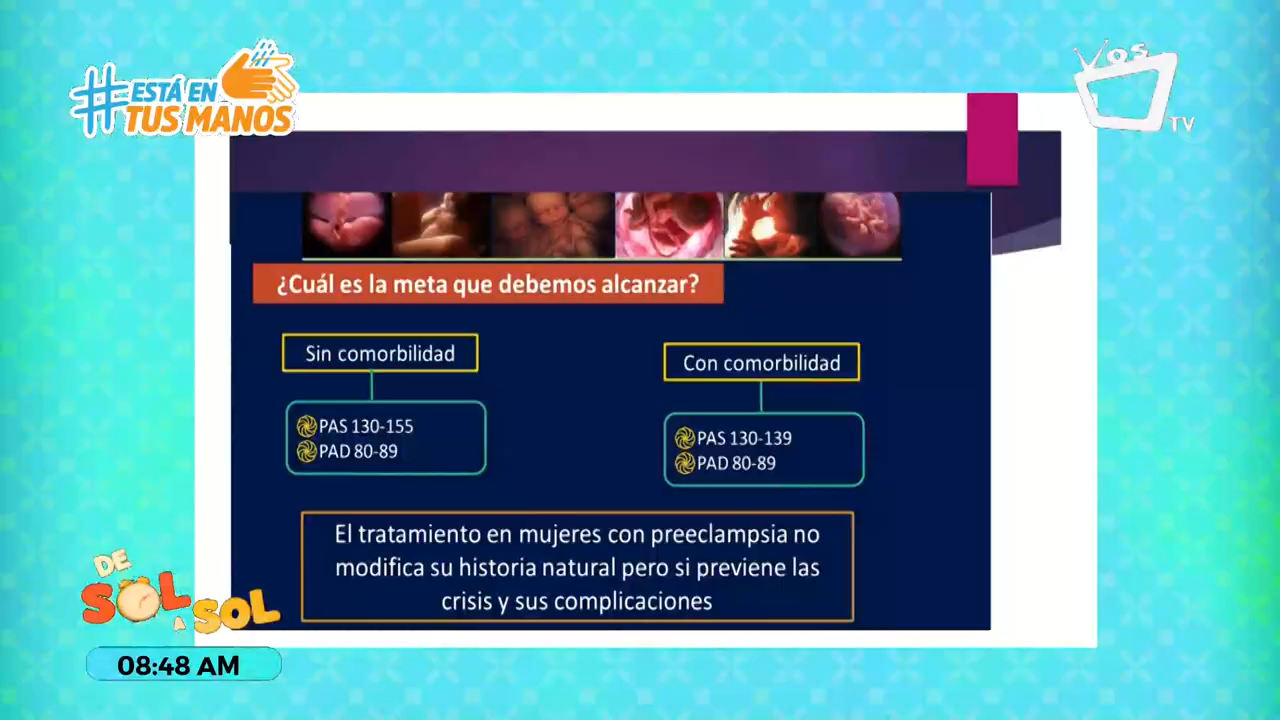 #ESTÁ EN
TUS MANOS
VOS
TV
¿Cuál es la meta que debemos alcanzar?
Sin comorbilidad
PAS 130-155
PAD 80-89
Con comorbilidad
PAS 130-139
PAD 80-89
El tratamiento en mujeres con preeclampsia no
modifica su historia natural pero si previene las
crisis y sus complicaciones
DE
SOL
A SOL
08:48 AM